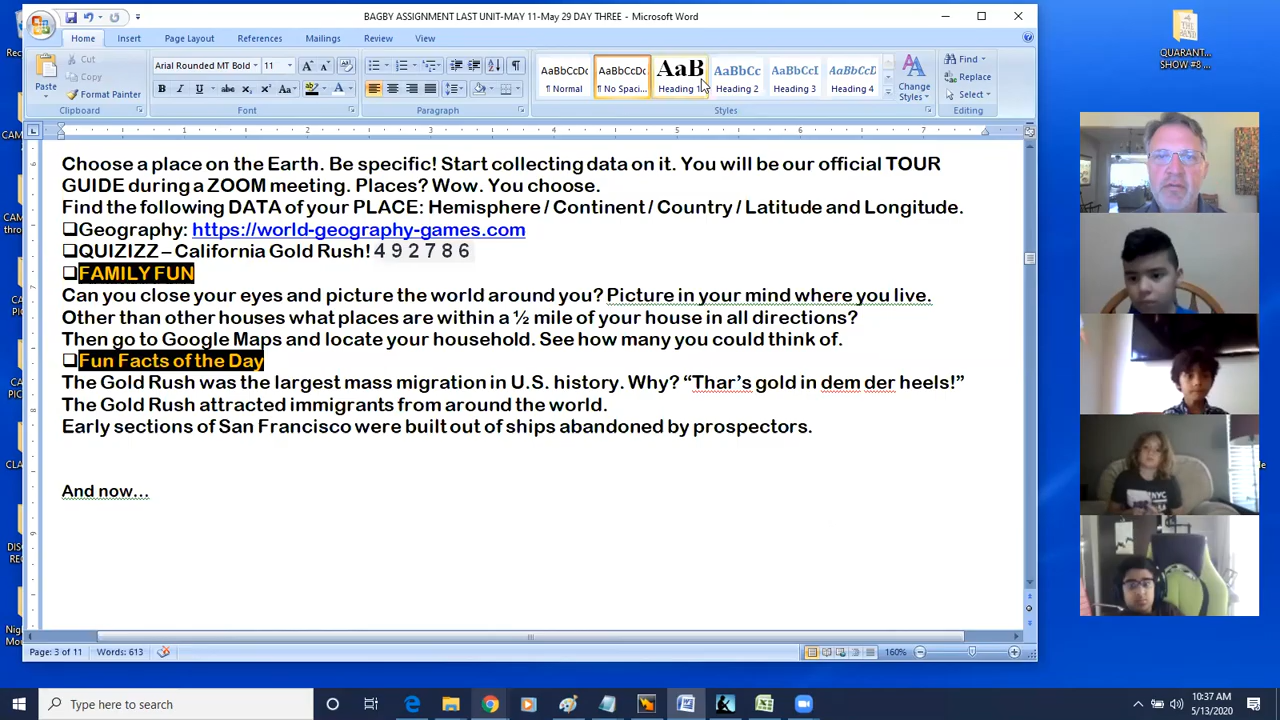 BAGBY ASSIGNMENT LAST UNIT-MAY 11-May 29 DAY THREE - Microsoft Word
QUARANT...
SHOW #8 ...
Home Insert Page Layout References Mailings Review View
Paste
Cut
Copy
Format Painter
Clipboard
Arial Rounded MT Bold 11
Font
Paragraph
AaBbCcDc AaBbCcDc AaB AaBbCc AaBbCcI AaBbCcD
¶ Normal ¶ No Spaci... Heading 1 Heading 2 Heading 3 Heading 4
Change
Styles
Styles
Find
Replace
Select
Editing
Choose a place on the Earth. Be specific! Start collecting data on it. You will be our official TOUR
GUIDE during a ZOOM meeting. Places? Wow. You choose.
Find the following DATA of your PLACE: Hemisphere / Continent / Country / Latitude and Longitude.
❑Geography: https://world-geography-games.com
❑QUIZIZZ – California Gold Rush! 4 9 2 7 8 6
❑FAMILY FUN
Can you close your eyes and picture the world around you? Picture in your mind where you live.
Other than other houses what places are within a ½ mile of your house in all directions?
Then go to Google Maps and locate your household. See how many you could think of.
❑Fun Facts of the Day
The Gold Rush was the largest mass migration in U.S. history. Why? “Thar’s gold in dem der heels!”
The Gold Rush attracted immigrants from around the world.
Early sections of San Francisco were built out of ships abandoned by prospectors.
And now…
NYC
Page: 3 of 11 Words: 613 160%
Type here to search
10:37 AM
5/13/2020